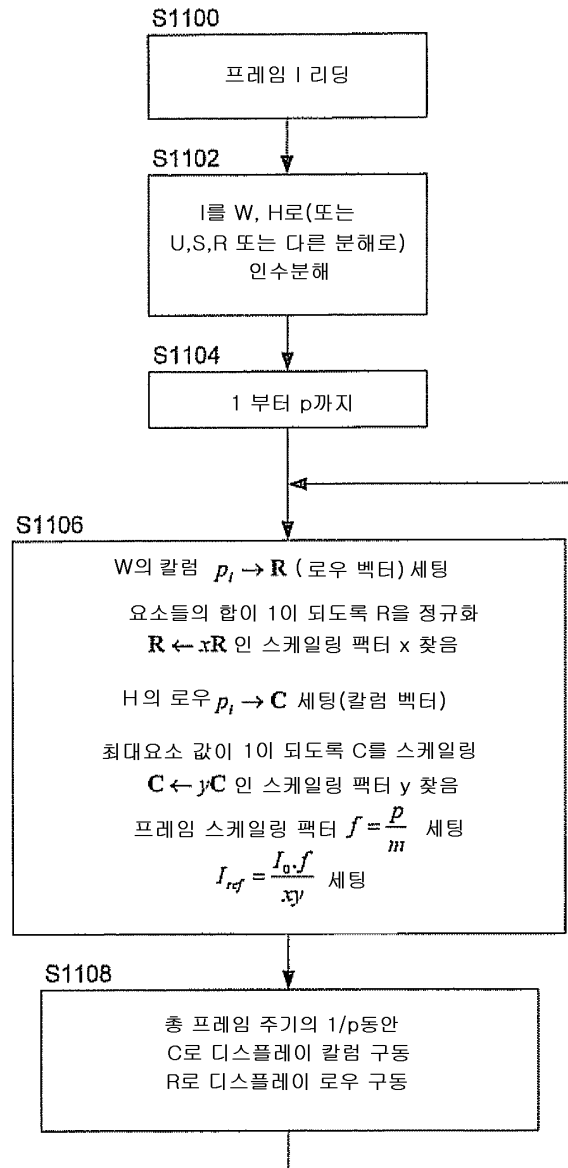 S1100
프레임 I 리딩
S1102
I를 W, H로(또는
U,S,R 또는 다른 분해로)
인수분해
S1104
1 부터 p까지
S1106
W의 칼럼 p_i → R (로우 벡터) 세팅
요소들의 합이 1이 되도록 R을 정규화
R ← xR 인 스케일링 팩터 x 찾음
H의 로우 p_i → C 세팅(칼럼 벡터)
최대요소 값이 1이 되도록 C를 스케일링
C ← yC 인 스케일링 팩터 y 찾음
프레임 스케일링 팩터 f = p/m 세팅
I_ref = I_0.f/xy 세팅
S1108
총 프레임 주기의 1/p동안
C로 디스플레이 칼럼 구동
R로 디스플레이 로우 구동